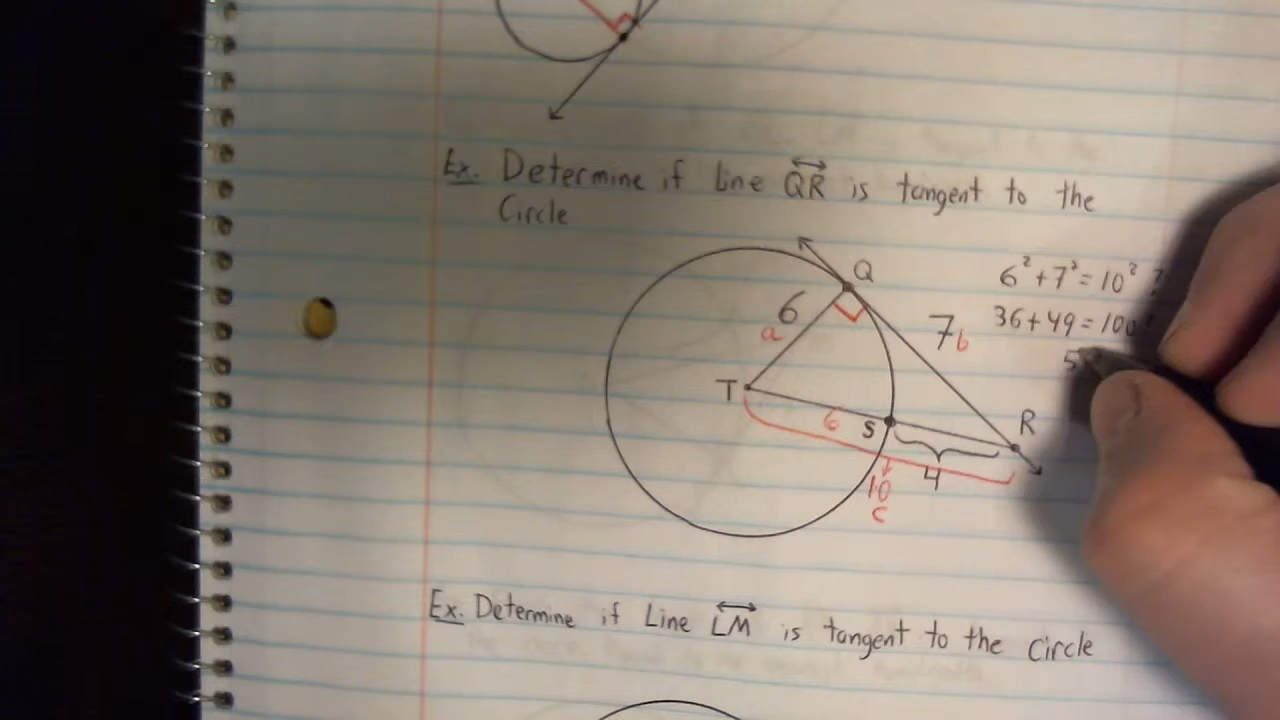 Ex. Determine if line QR is tangent to the
Circle
Q
6
a
7
b
6² + 7² = 10² ?
36 + 49 = 100
5
T
6
S
R
4
10
c
Ex. Determine if Line LM is tangent to the circle